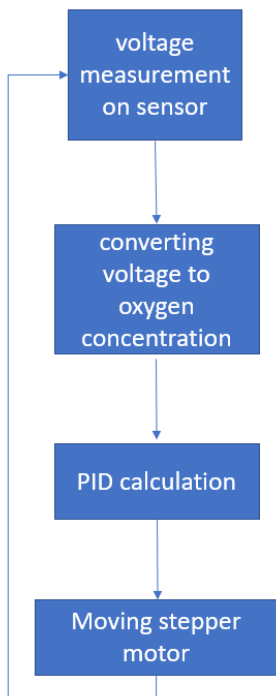 voltage
measurement
on sensor
converting
voltage to
oxygen
concentration
PID calculation
Moving stepper
motor